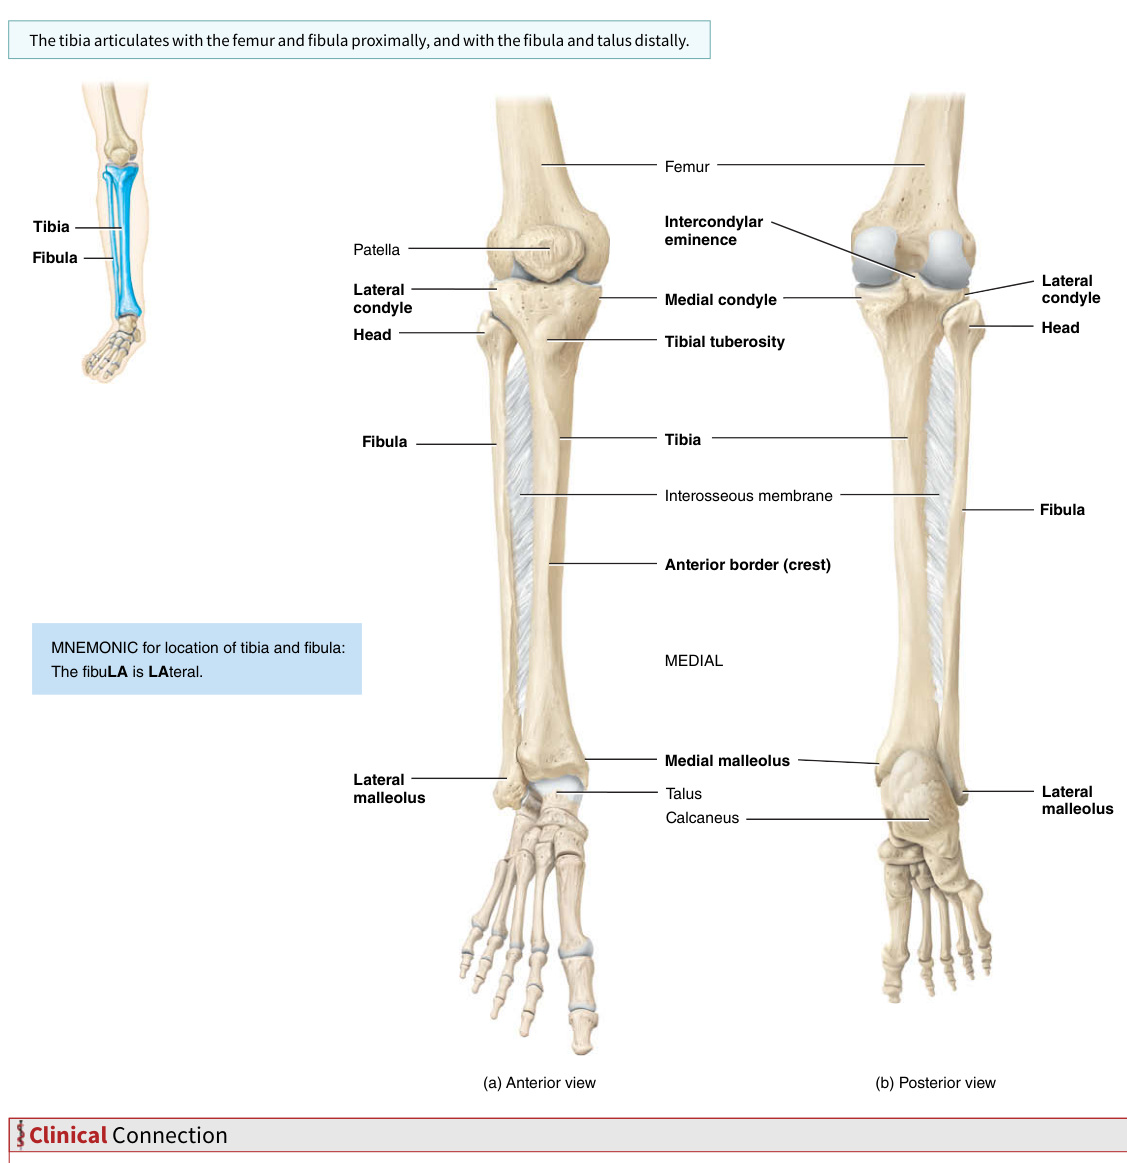 The tibia articulates with the femur and fibula proximally, and with the fibula and talus distally.
Tibia
Fibula
Femur
Intercondylar
eminence
Patella
Lateral
condyle
Medial condyle
Lateral
condyle
Head
Tibial tuberosity
Head
Fibula
Tibia
Interosseous membrane
Fibula
Anterior border (crest)
MNEMONIC for location of tibia and fibula:
The fibuLA is LAteral.
MEDIAL
Medial malleolus
Lateral
malleolus
Talus
Calcaneus
Lateral
malleolus
(a) Anterior view
(b) Posterior view
Clinical Connection